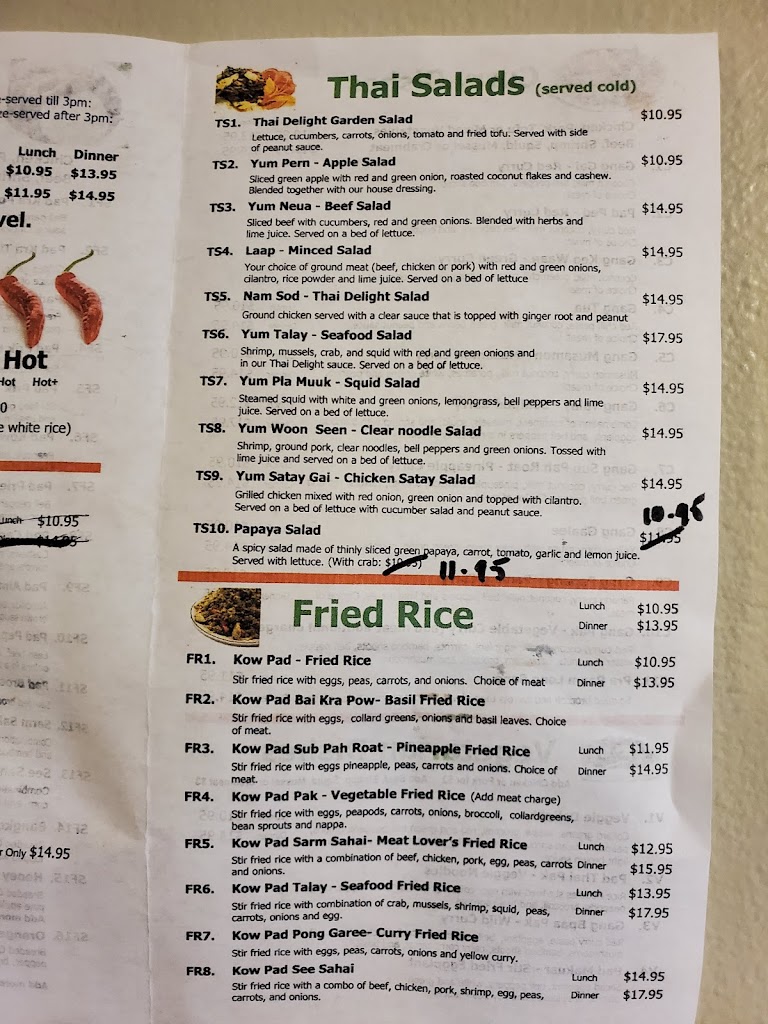 e-served till 3pm:
ze-served after 3pm:
Lunch Dinner
$10.95 $13.95
$11.95 $14.95
vel.
Hot
Hot Hot+
0
e white rice)
Lunch $10.95
$14.95
r Only $14.95
Thai Salads (served cold)
TS1. Thai Delight Garden Salad $10.95
Lettuce, cucumbers, carrots, onions, tomato and fried tofu. Served with side
of peanut sauce.
TS2. Yum Pern - Apple Salad $10.95
Sliced green apple with red and green onion, roasted coconut flakes and cashew.
Blended together with our house dressing.
TS3. Yum Neua - Beef Salad $14.95
Sliced beef with cucumbers, red and green onions. Blended with herbs and
lime juice. Served on a bed of lettuce.
TS4. Laap - Minced Salad $14.95
Your choice of ground meat (beef, chicken or pork) with red and green onions,
cilantro, rice powder and lime juice. Served on a bed of lettuce
TS5. Nam Sod - Thai Delight Salad $14.95
Ground chicken served with a clear sauce that is topped with ginger root and peanut
TS6. Yum Talay - Seafood Salad $17.95
Shrimp, mussels, crab, and squid with red and green onions and
in our Thai Delight sauce. Served on a bed of lettuce.
TS7. Yum Pla Muuk - Squid Salad $14.95
Steamed squid with white and green onions, lemongrass, bell peppers and lime
juice. Served on a bed of lettuce.
TS8. Yum Woon Seen - Clear noodle Salad $14.95
Shrimp, ground pork, clear noodles, bell peppers and green onions. Tossed with
lime juice and served on a bed of lettuce.
TS9. Yum Satay Gai - Chicken Satay Salad $14.95
Grilled chicken mixed with red onion, green onion and topped with cilantro.
Served on a bed of lettuce with cucumber salad and peanut sauce.
10.95
TS10. Papaya Salad $11.95
A spicy salad made of thinly sliced green papaya, carrot, tomato, garlic and lemon juice.
Served with lettuce. (With crab: $10.95) 11.95
Fried Rice
Lunch $10.95
Dinner $13.95
FR1. Kow Pad - Fried Rice Lunch $10.95
Stir fried rice with eggs, peas, carrots, and onions. Choice of meat Dinner $13.95
FR2. Kow Pad Bai Kra Pow- Basil Fried Rice
Stir fried rice with eggs, collard greens, onions and basil leaves. Choice
of meat.
FR3. Kow Pad Sub Pah Roat - Pineapple Fried Rice Lunch $11.95
Stir fried rice with eggs pineapple, peas, carrots and onions. Choice of Dinner $14.95
meat.
FR4. Kow Pad Pak - Vegetable Fried Rice (Add meat charge)
Stir fried rice with eggs, peapods, carrots, onions, broccoli, collardgreens,
bean sprouts and nappa.
FR5. Kow Pad Sarm Sahai- Meat Lover's Fried Rice Lunch $12.95
Stir fried rice with a combination of beef, chicken, pork, egg, peas, carrots Dinner $15.95
and onions.
FR6. Kow Pad Talay - Seafood Fried Rice Lunch $13.95
Stir fried rice with combination of crab, mussels, shrimp, squid, peas, Dinner $17.95
carrots, onions and egg.
FR7. Kow Pad Pong Garee- Curry Fried Rice
Stir fried rice with eggs, peas, carrots, onions and yellow curry.
FR8. Kow Pad See Sahai Lunch $14.95
Stir fried rice with a combo of beef, chicken, pork, shrimp, egg, peas, Dinner $17.95
carrots, and onions.